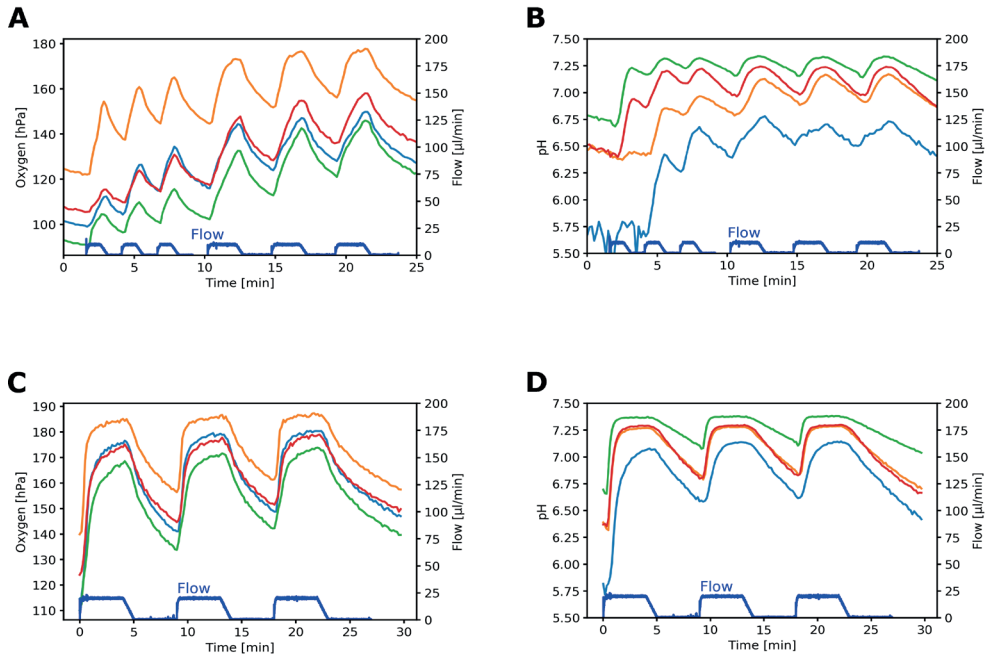 A
180
160
140
120
100
Oxygen [hPa]
200
175
150
125
100
75
50
25
0
Flow [µl/min]
Flow
0 5 10 15 20 25
Time [min]
B
7.50
7.25
7.00
6.75
6.50
6.25
6.00
5.75
5.50
pH
200
175
150
125
100
75
50
25
0
Flow [µl/min]
Flow
0 5 10 15 20 25
Time [min]
C
190
180
170
160
150
140
130
120
110
Oxygen [hPa]
200
175
150
125
100
75
50
25
0
Flow [µl/min]
Flow
0 5 10 15 20 25 30
Time [min]
D
7.50
7.25
7.00
6.75
6.50
6.25
6.00
5.75
5.50
pH
200
175
150
125
100
75
50
25
0
Flow [µl/min]
Flow
0 5 10 15 20 25 30
Time [min]